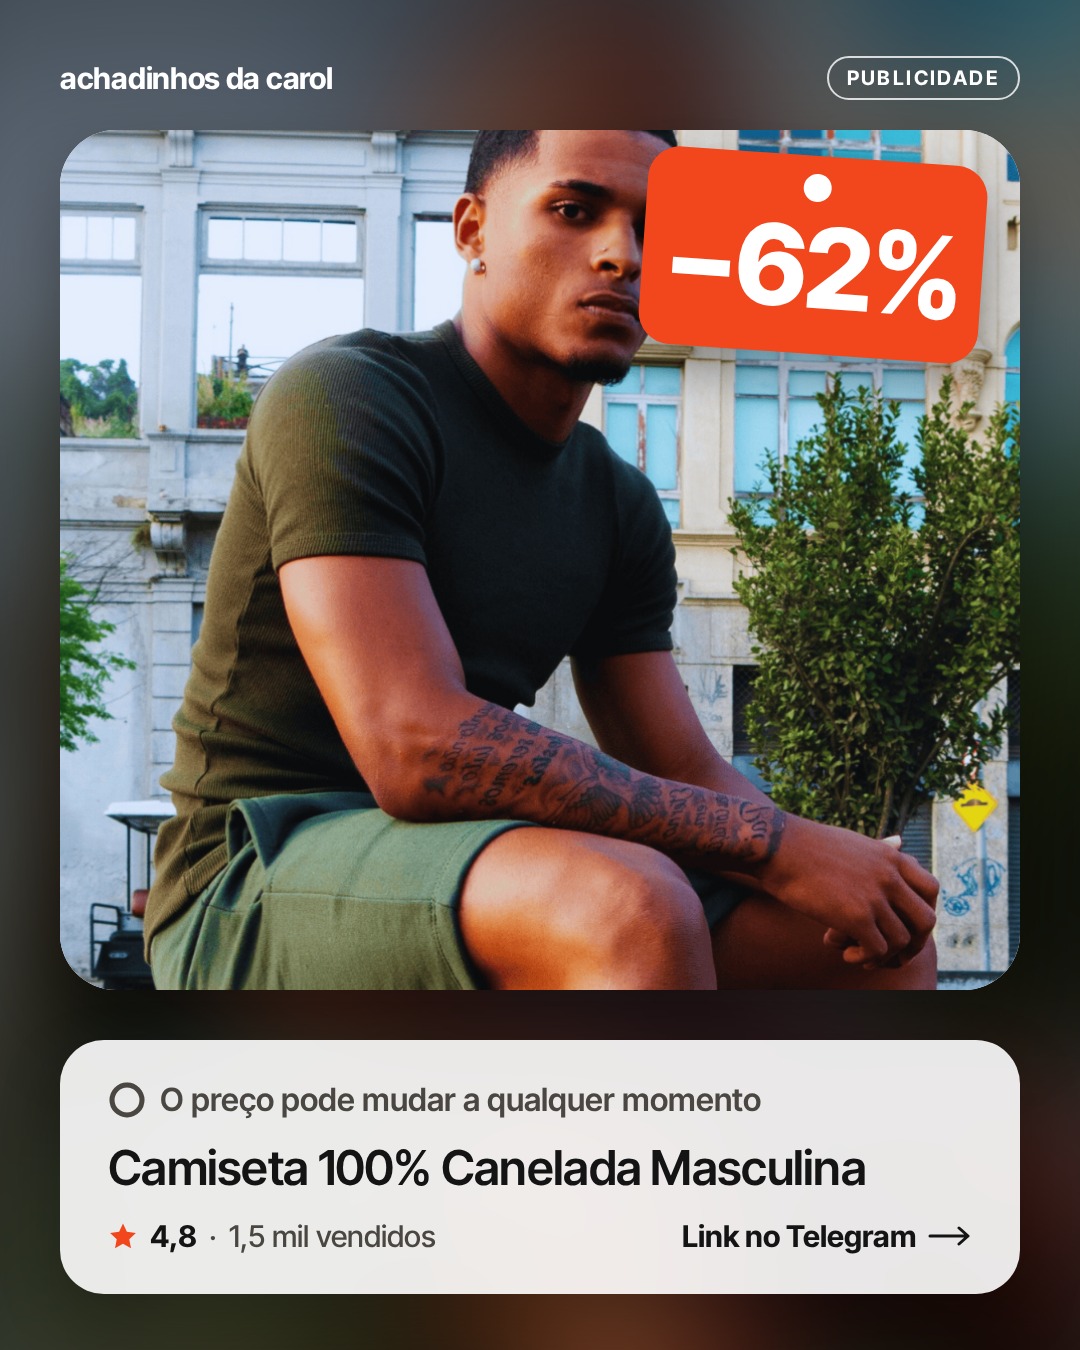 achadinhos da carol
PUBLICIDADE
–62%
O preço pode mudar a qualquer momento
Camiseta 100% Canelada Masculina
4,8 · 1,5 mil vendidos
Link no Telegram →